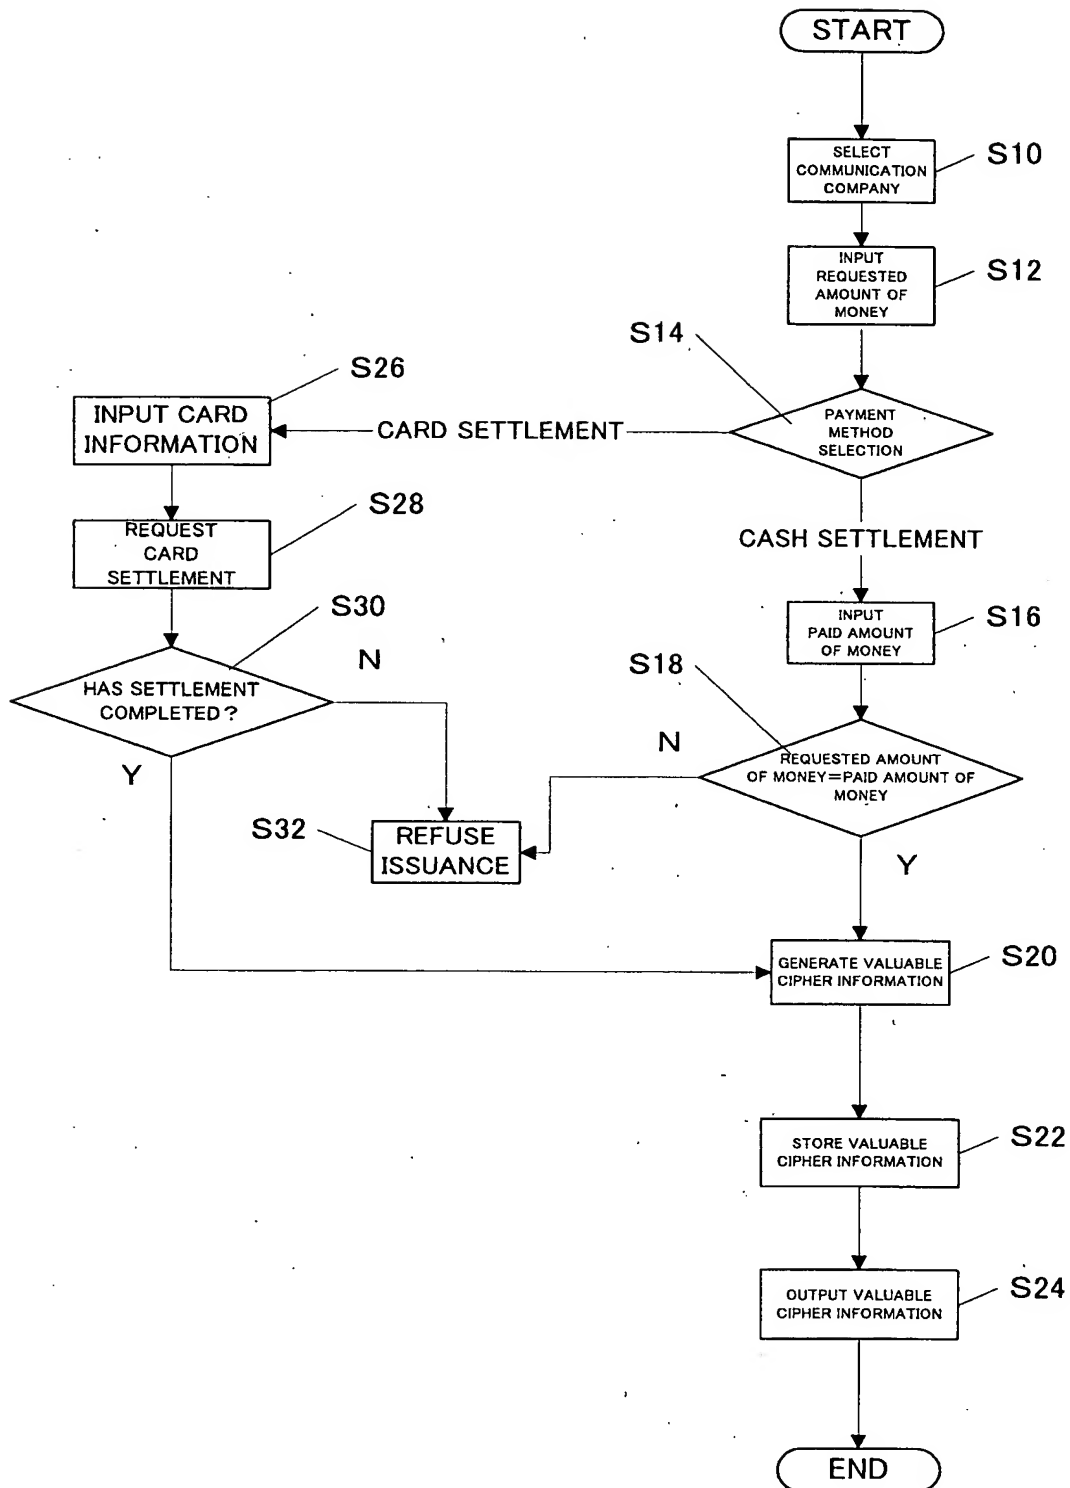 START
SELECT
COMMUNICATION
COMPANY
S10
INPUT
REQUESTED
AMOUNT OF
MONEY
S12
S14
PAYMENT
METHOD
SELECTION
CARD SETTLEMENT
S26
INPUT CARD
INFORMATION
S28
REQUEST
CARD
SETTLEMENT
CASH SETTLEMENT
S30
HAS SETTLEMENT
COMPLETED?
N
Y
INPUT
PAID AMOUNT
OF MONEY
S16
S18
REQUESTED AMOUNT
OF MONEY=PAID AMOUNT OF
MONEY
N
Y
S32
REFUSE
ISSUANCE
GENERATE VALUABLE
CIPHER INFORMATION
S20
STORE VALUABLE
CIPHER INFORMATION
S22
OUTPUT VALUABLE
CIPHER INFORMATION
S24
END